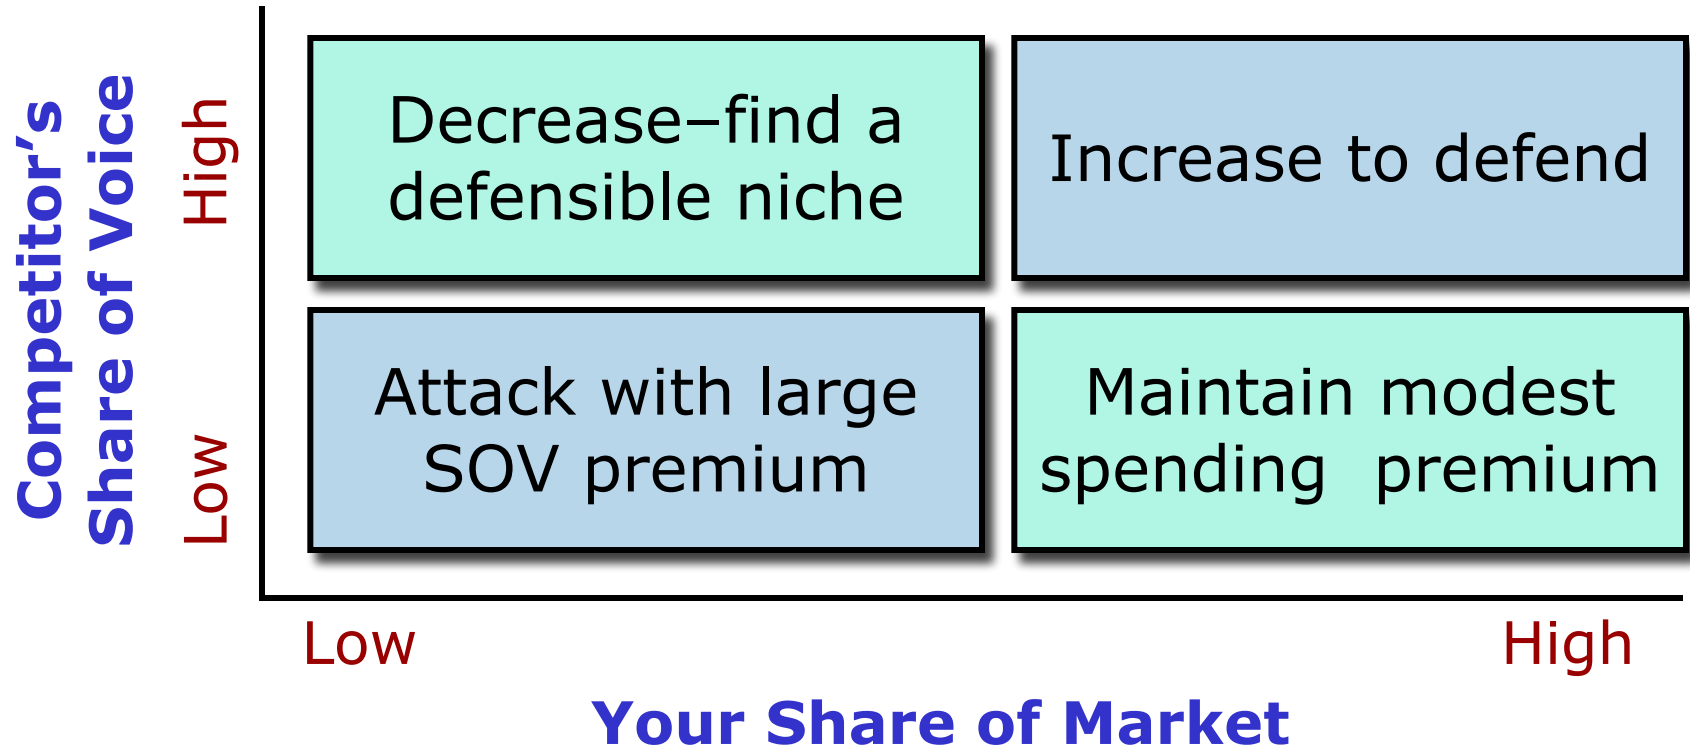 Competitor’s
Share of Voice
High
Low
Decrease–find a
defensible niche
Increase to defend
Attack with large
SOV premium
Maintain modest
spending  premium
Low
High
Your Share of Market